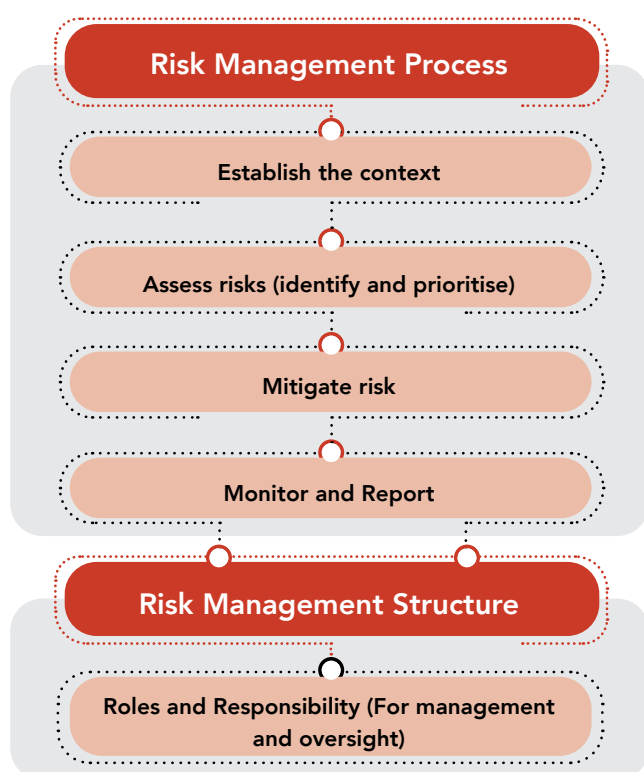 Risk Management Process
Establish the context
Assess risks (identify and prioritise)
Mitigate risk
Monitor and Report
Risk Management Structure
Roles and Responsibility (For management
and oversight)